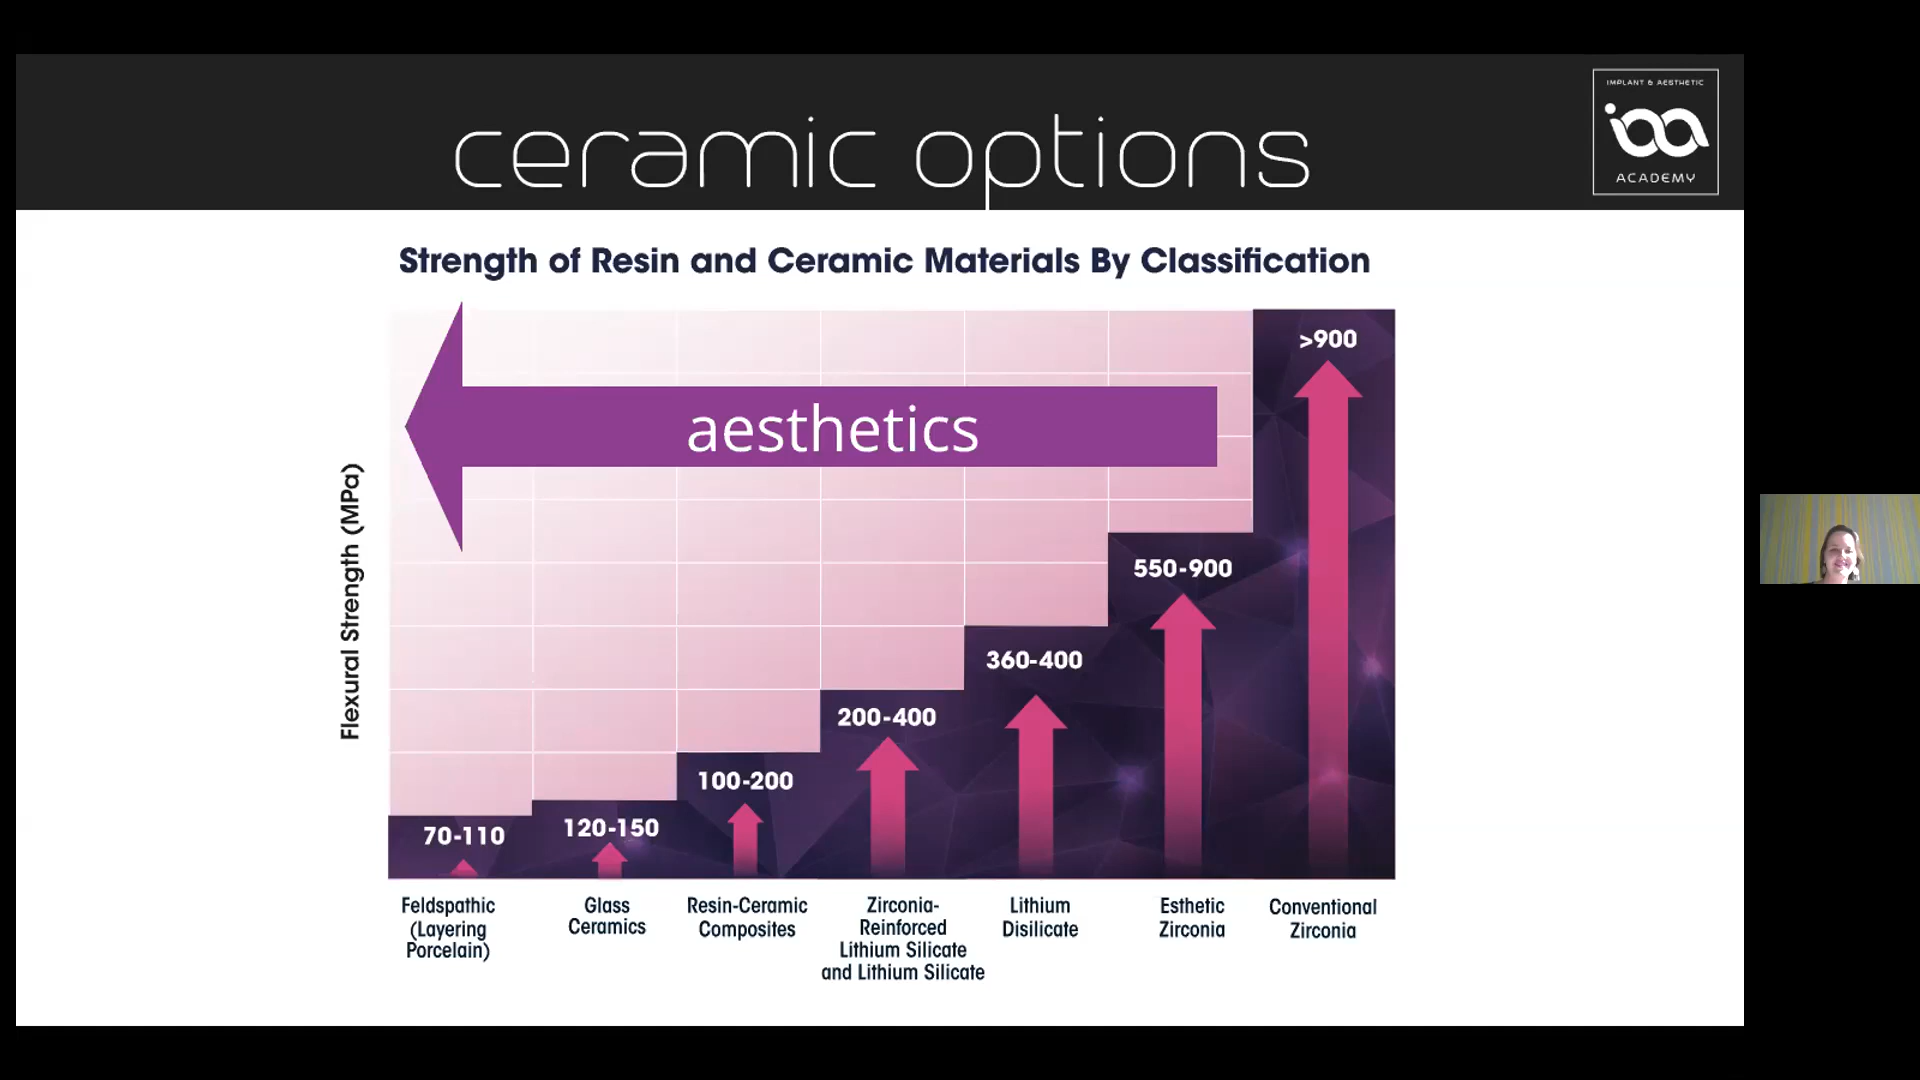 IMPLANT & AESTHETIC
ioa
ACADEMY
ceramic options
Strength of Resin and Ceramic Materials By Classification
aesthetics
Flexural Strength (MPa)
>900
550-900
360-400
200-400
100-200
120-150
70-110
Feldspathic
(Layering
Porcelain)
Glass
Ceramics
Resin-Ceramic
Composites
Zirconia-
Reinforced
Lithium Silicate
and Lithium Silicate
Lithium
Disilicate
Esthetic
Zirconia
Conventional
Zirconia